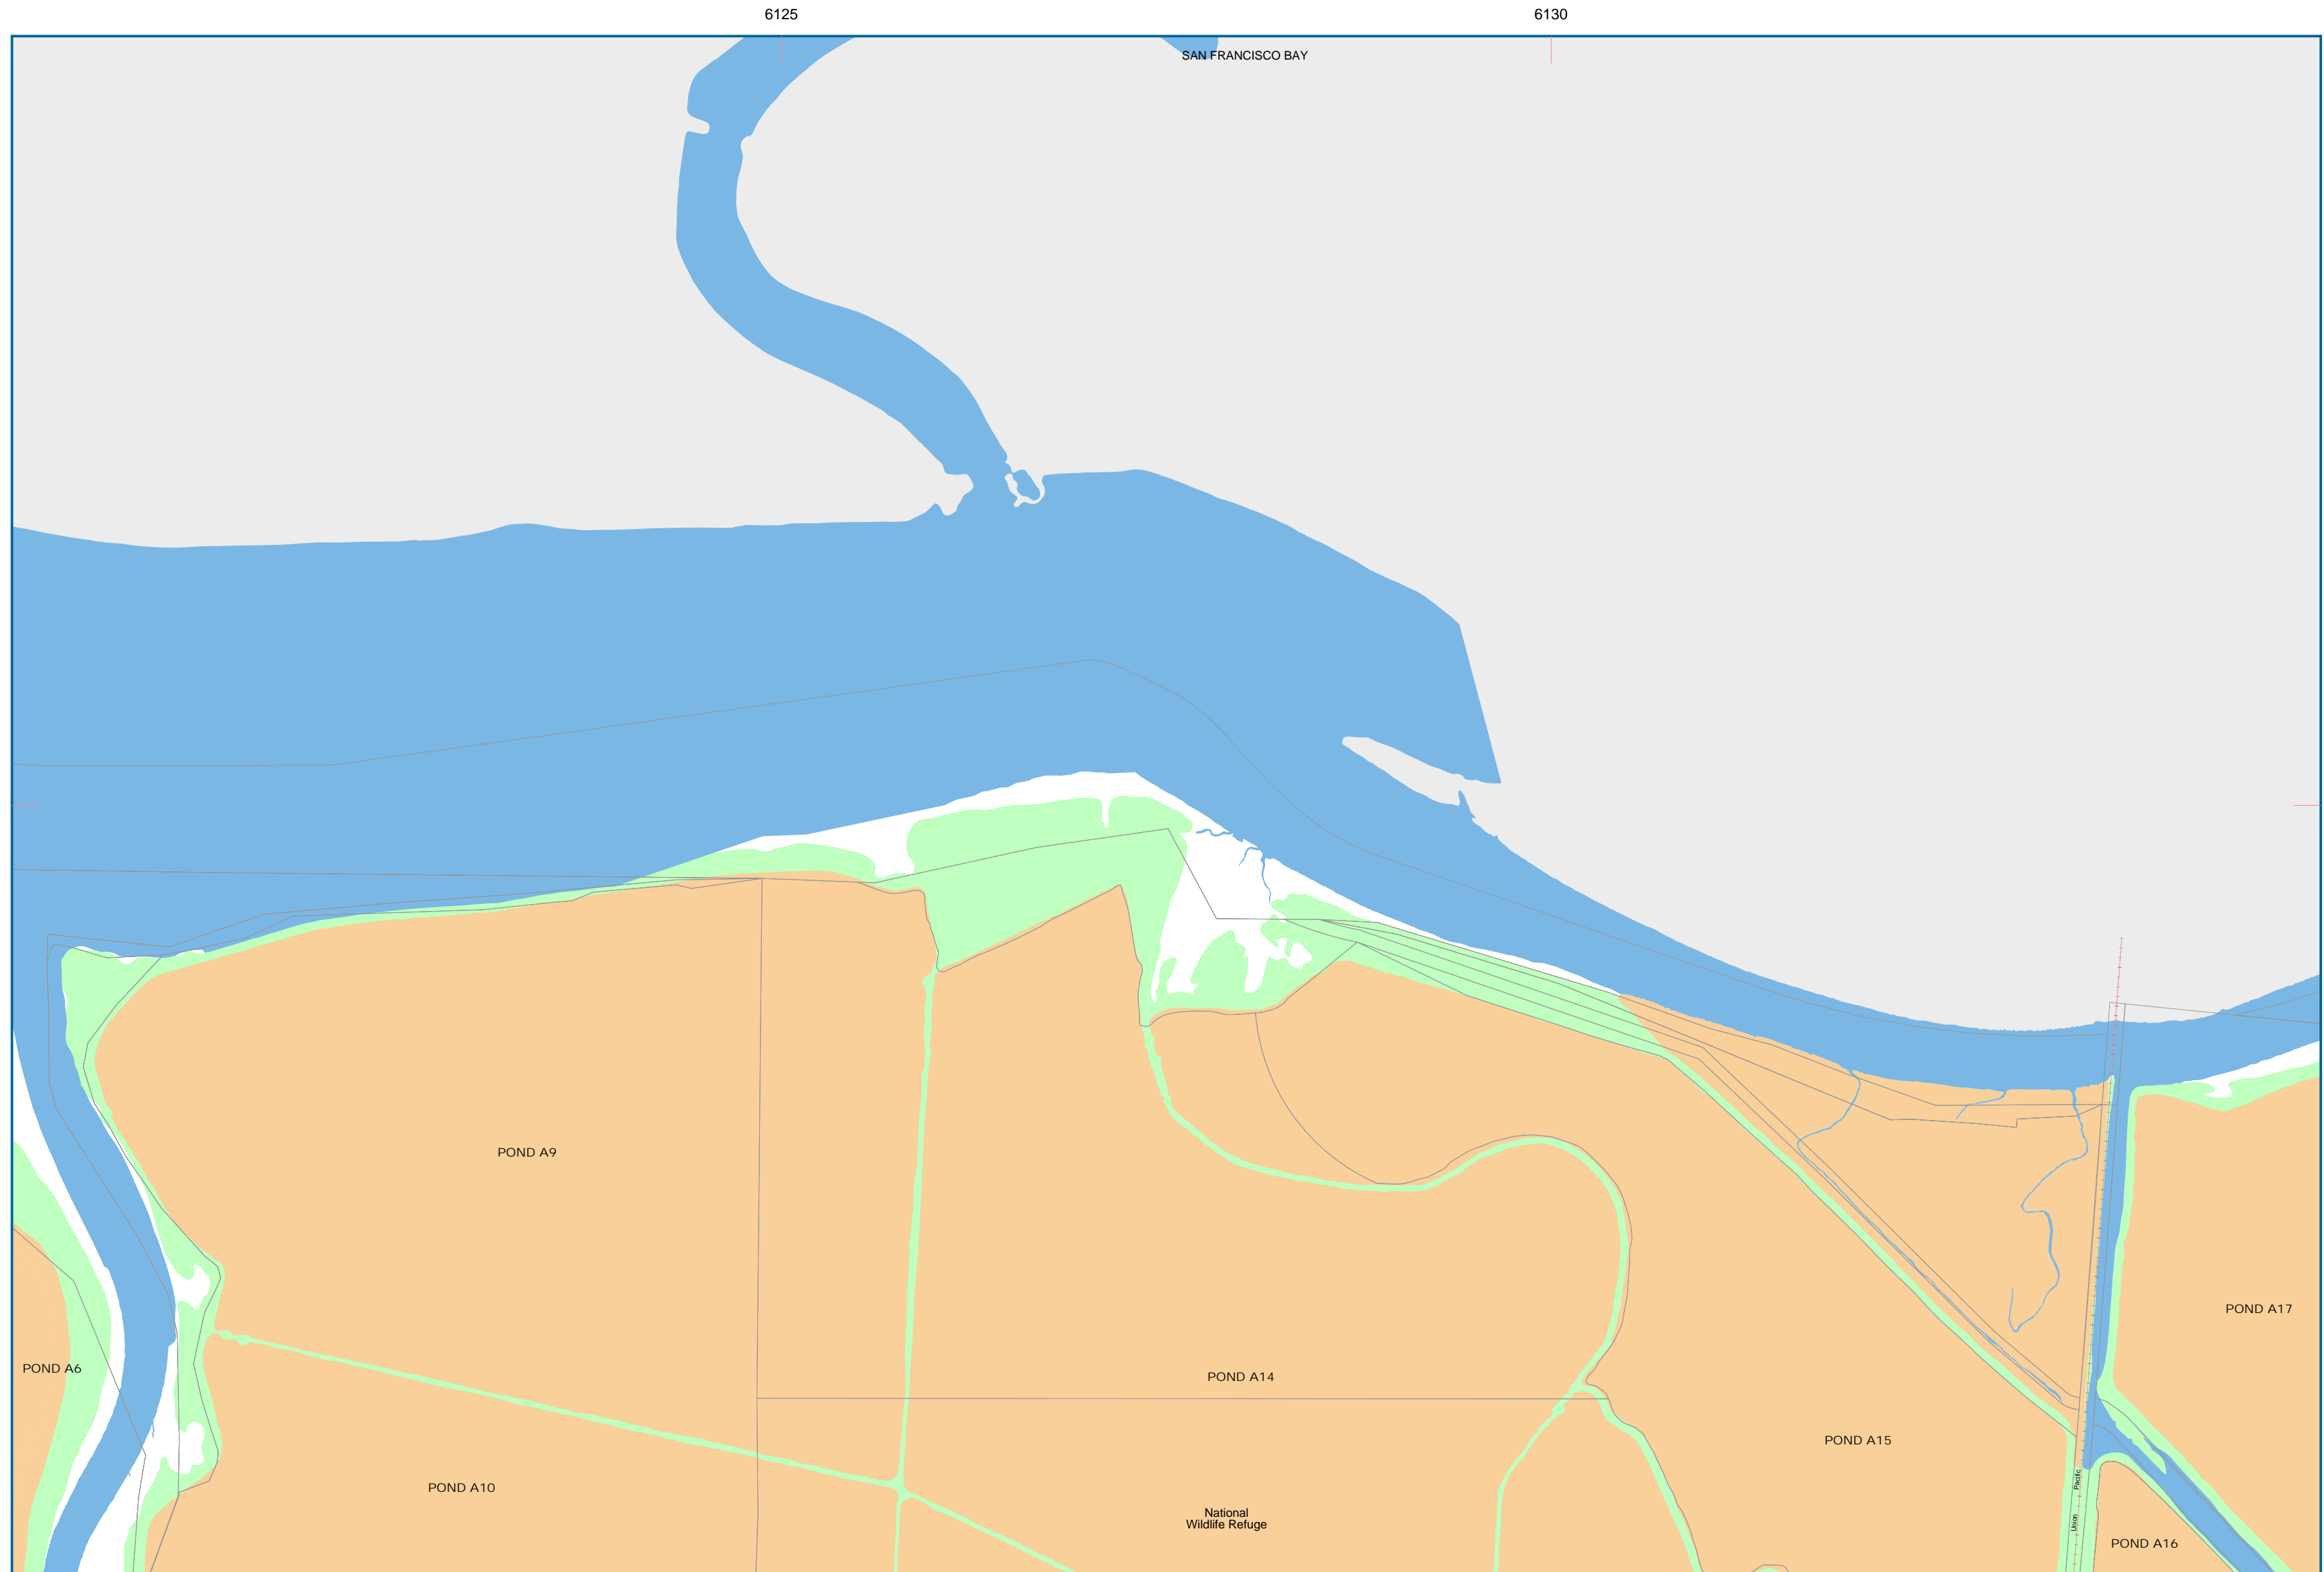 6125
6130
SAN FRANCISCO BAY
POND A9
POND A17
POND A6
POND A14
POND A15
Pacific
POND A10
National
Wildlife Refuge
Union
POND A16